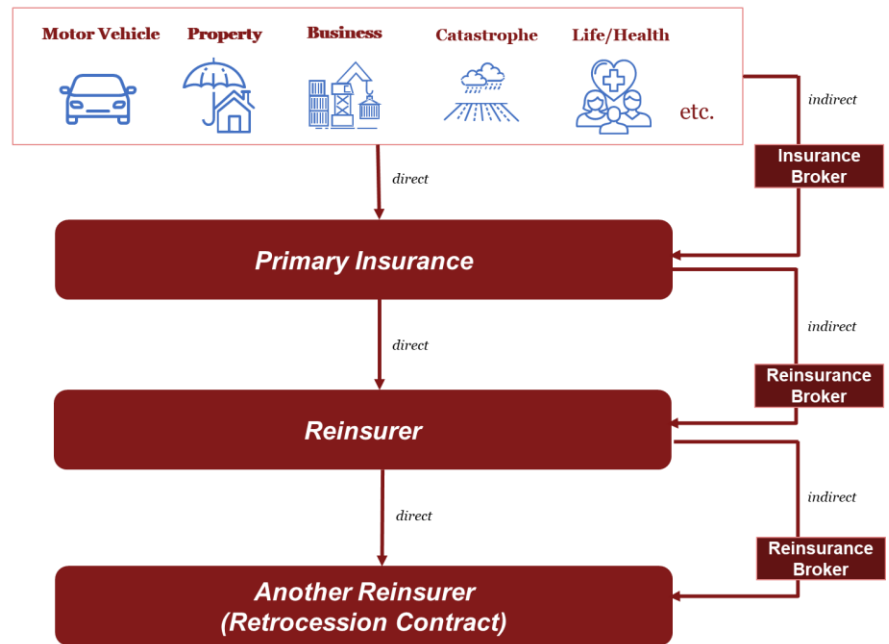 Motor Vehicle
Property
Business
Catastrophe
Life/Health
etc.
indirect
Insurance
Broker
direct
Primary Insurance
indirect
direct
Reinsurance
Broker
Reinsurer
indirect
direct
Reinsurance
Broker
Another Reinsurer
(Retrocession Contract)